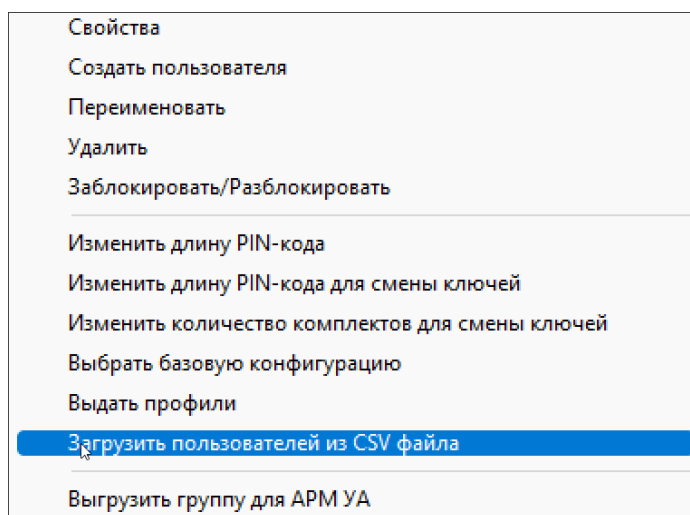 Свойства
Создать пользователя
Переименовать
Удалить
Заблокировать/Разблокировать
Изменить длину PIN-кода
Изменить длину PIN-кода для смены ключей
Изменить количество комплектов для смены ключей
Выбрать базовую конфигурацию
Выдать профили
Загрузить пользователей из CSV файла
Выгрузить группу для АРМ УА